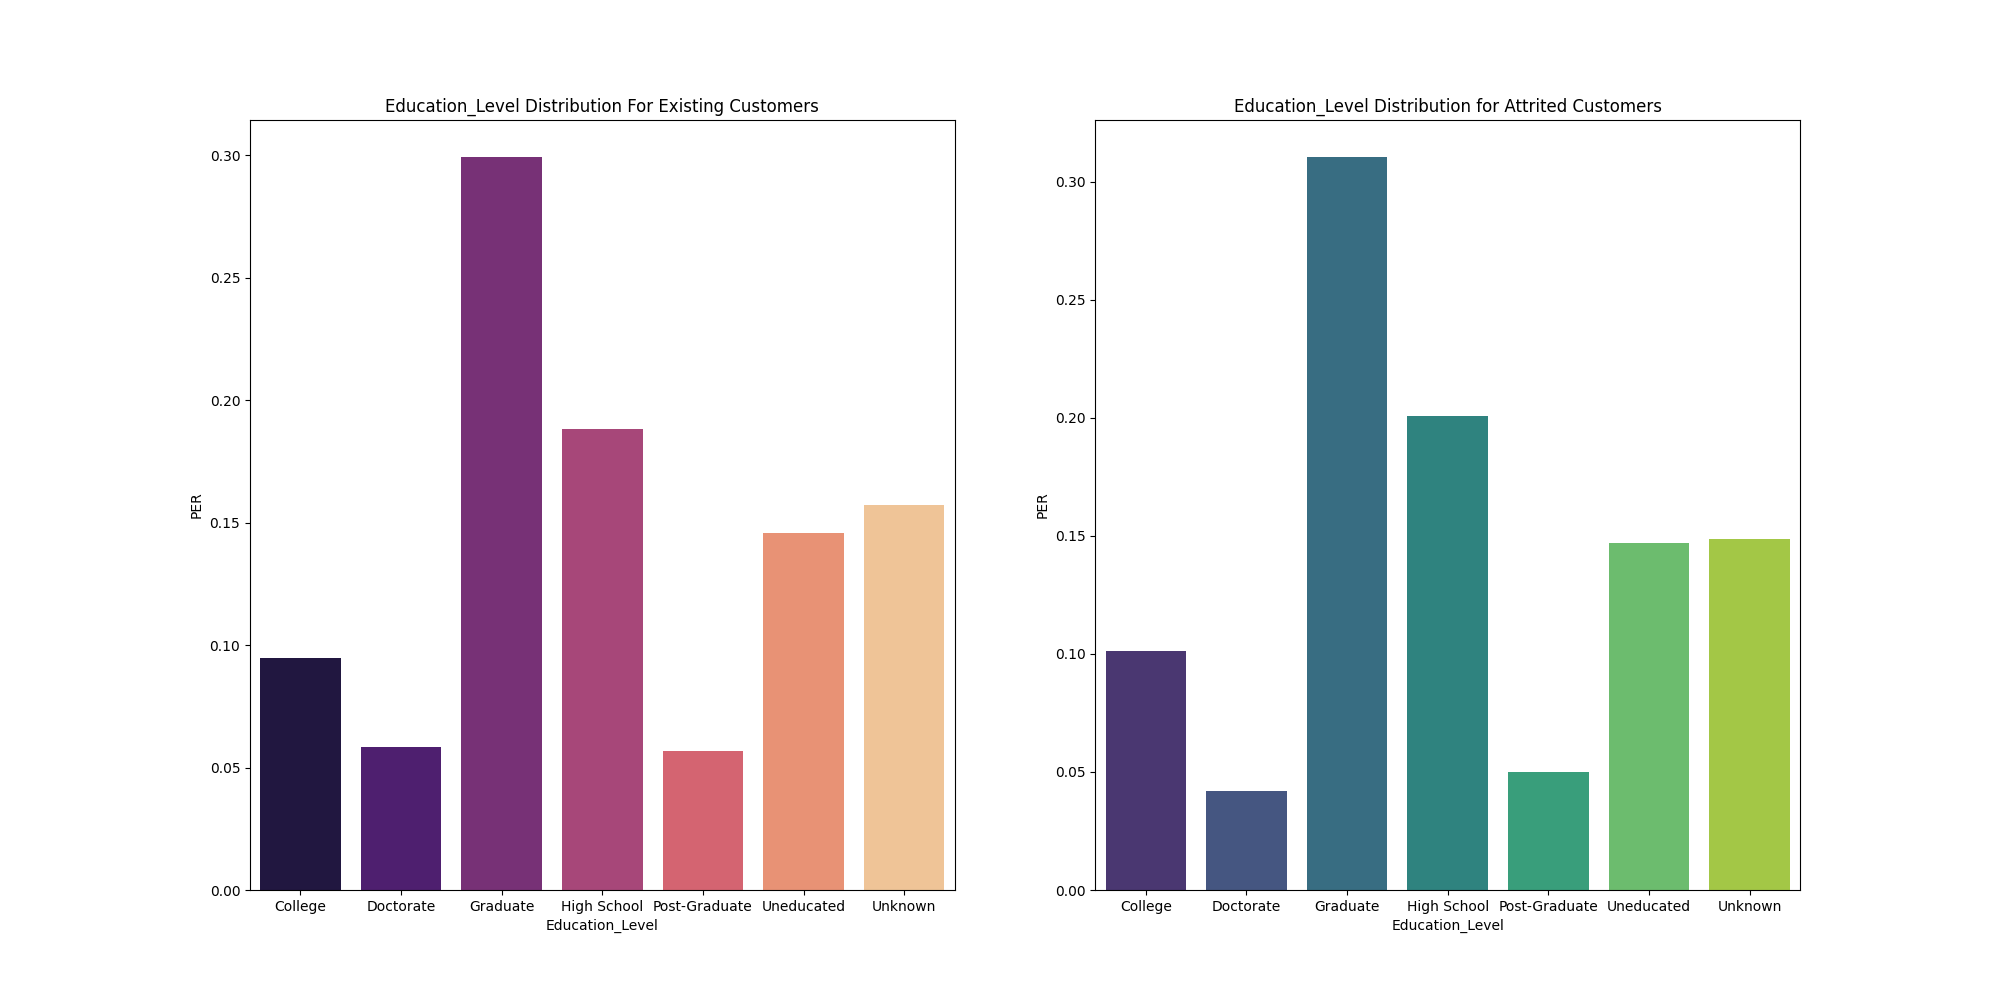 Education_Level Distribution For Existing Customers
0.30
0.25
0.20
0.15
0.10
0.05
0.00
PER
College Doctorate Graduate High School Post-Graduate Uneducated Unknown
Education_Level
Education_Level Distribution for Attrited Customers
0.30
0.25
0.20
0.15
0.10
0.05
0.00
PER
College Doctorate Graduate High School Post-Graduate Uneducated Unknown
Education_Level